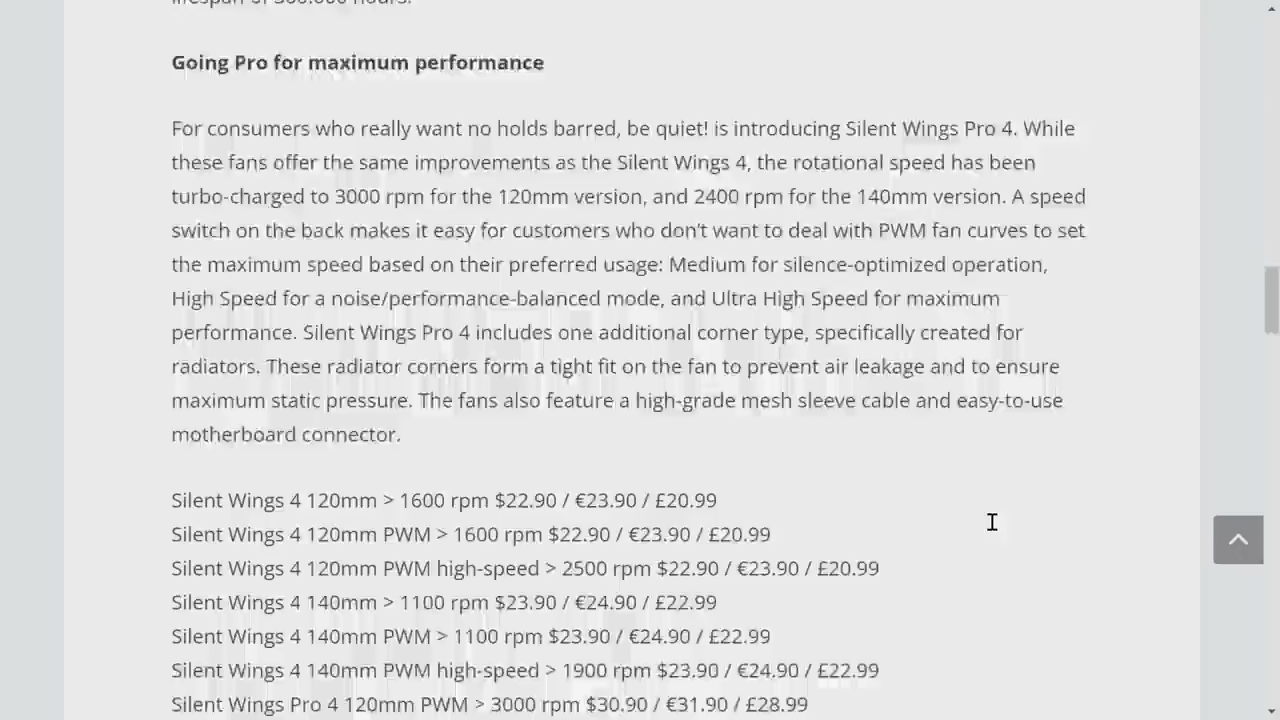 lifespan of 300.000 hours.
Going Pro for maximum performance
For consumers who really want no holds barred, be quiet! is introducing Silent Wings Pro 4. While
these fans offer the same improvements as the Silent Wings 4, the rotational speed has been
turbo-charged to 3000 rpm for the 120mm version, and 2400 rpm for the 140mm version. A speed
switch on the back makes it easy for customers who don't want to deal with PWM fan curves to set
the maximum speed based on their preferred usage: Medium for silence-optimized operation,
High Speed for a noise/performance-balanced mode, and Ultra High Speed for maximum
performance. Silent Wings Pro 4 includes one additional corner type, specifically created for
radiators. These radiator corners form a tight fit on the fan to prevent air leakage and to ensure
maximum static pressure. The fans also feature a high-grade mesh sleeve cable and easy-to-use
motherboard connector.
Silent Wings 4 120mm > 1600 rpm $22.90 / €23.90 / £20.99
Silent Wings 4 120mm PWM > 1600 rpm $22.90 / €23.90 / £20.99
Silent Wings 4 120mm PWM high-speed > 2500 rpm $22.90 / €23.90 / £20.99
Silent Wings 4 140mm > 1100 rpm $23.90 / €24.90 / £22.99
Silent Wings 4 140mm PWM > 1100 rpm $23.90 / €24.90 / £22.99
Silent Wings 4 140mm PWM high-speed > 1900 rpm $23.90 / €24.90 / £22.99
Silent Wings Pro 4 120mm PWM > 3000 rpm $30.90 / €31.90 / £28.99